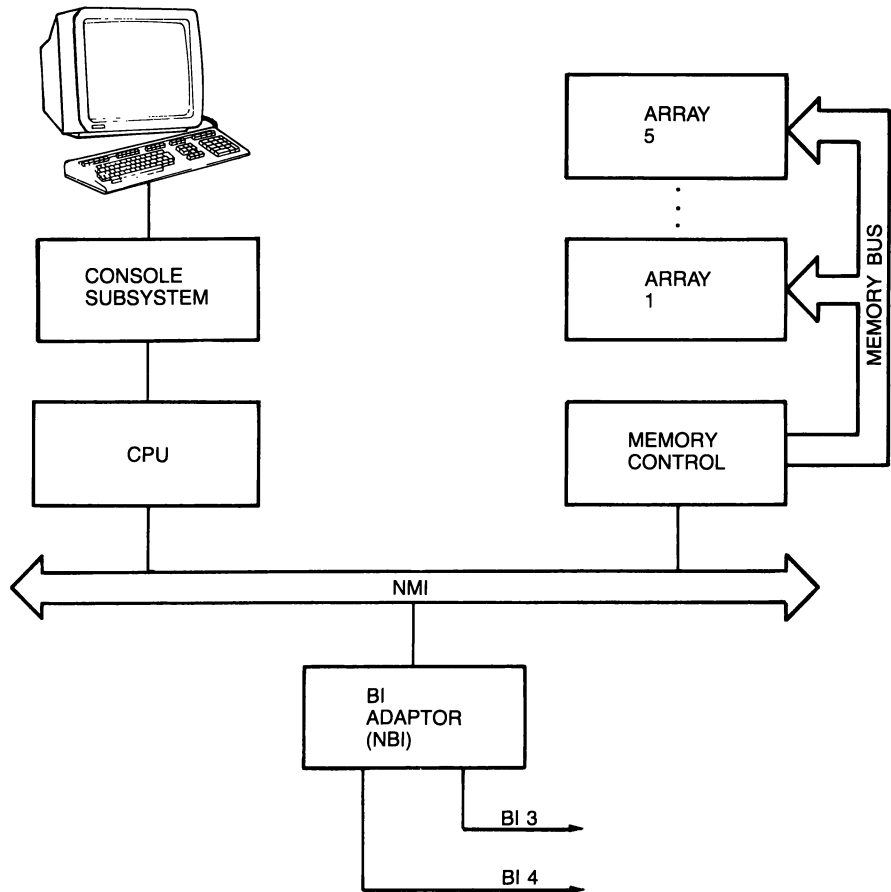 ARRAY
5
CONSOLE
SUBSYSTEM
ARRAY
1
MEMORY BUS
CPU
MEMORY
CONTROL
NMI
BI
ADAPTOR
(NBI)
BI 3
BI 4